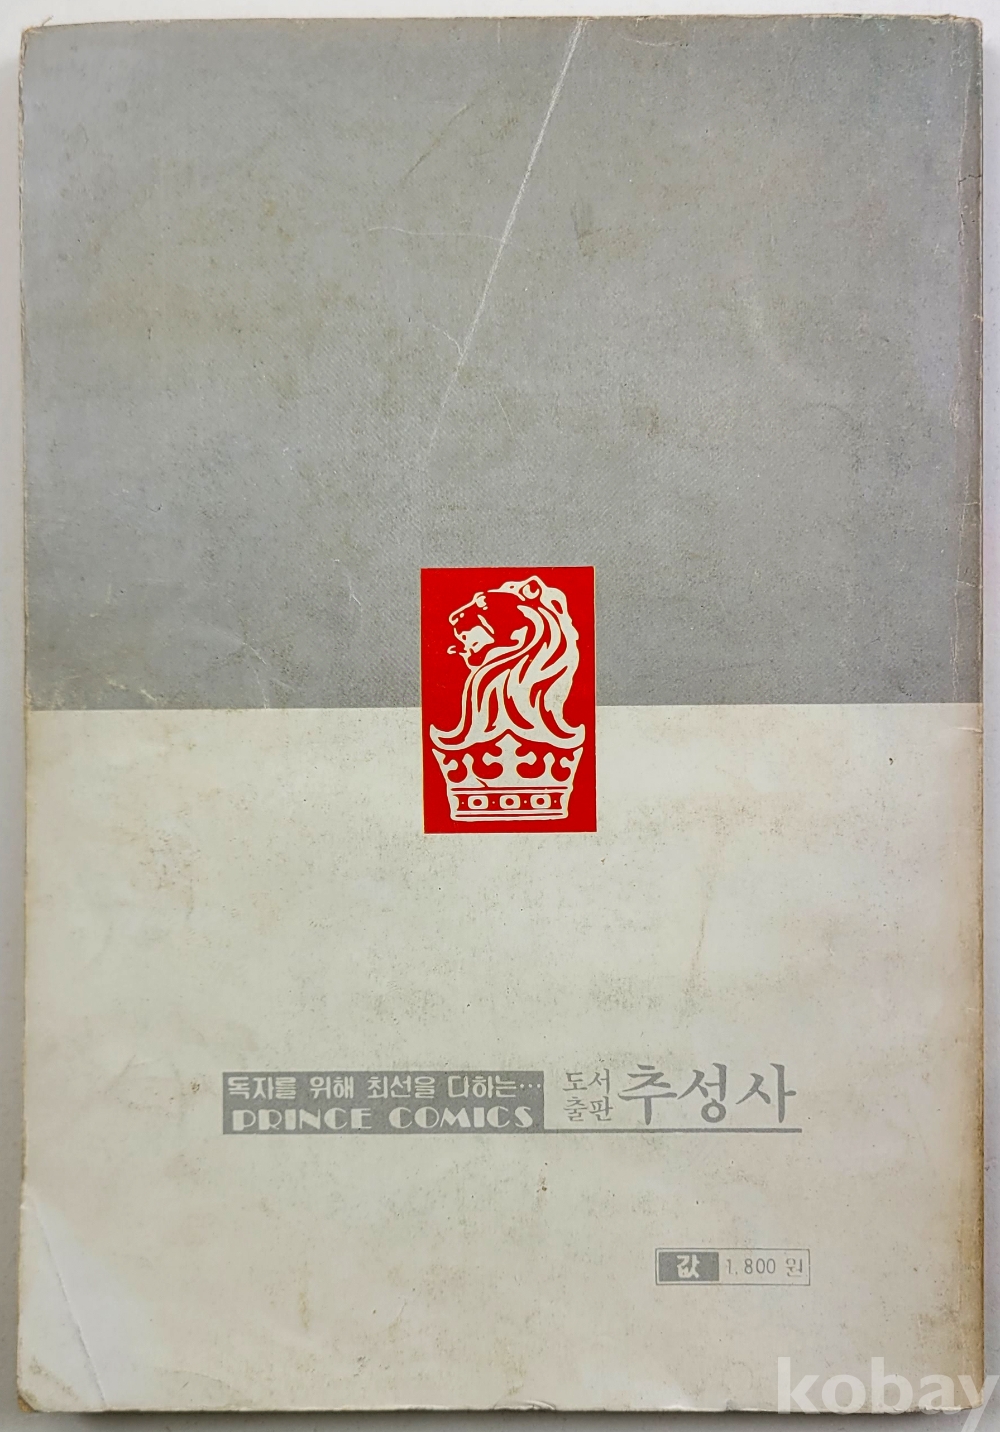 독자를 위해 최선을 다하는…
PRINCE COMICS
도서
출판
추성사
값 1,800 원
kobay